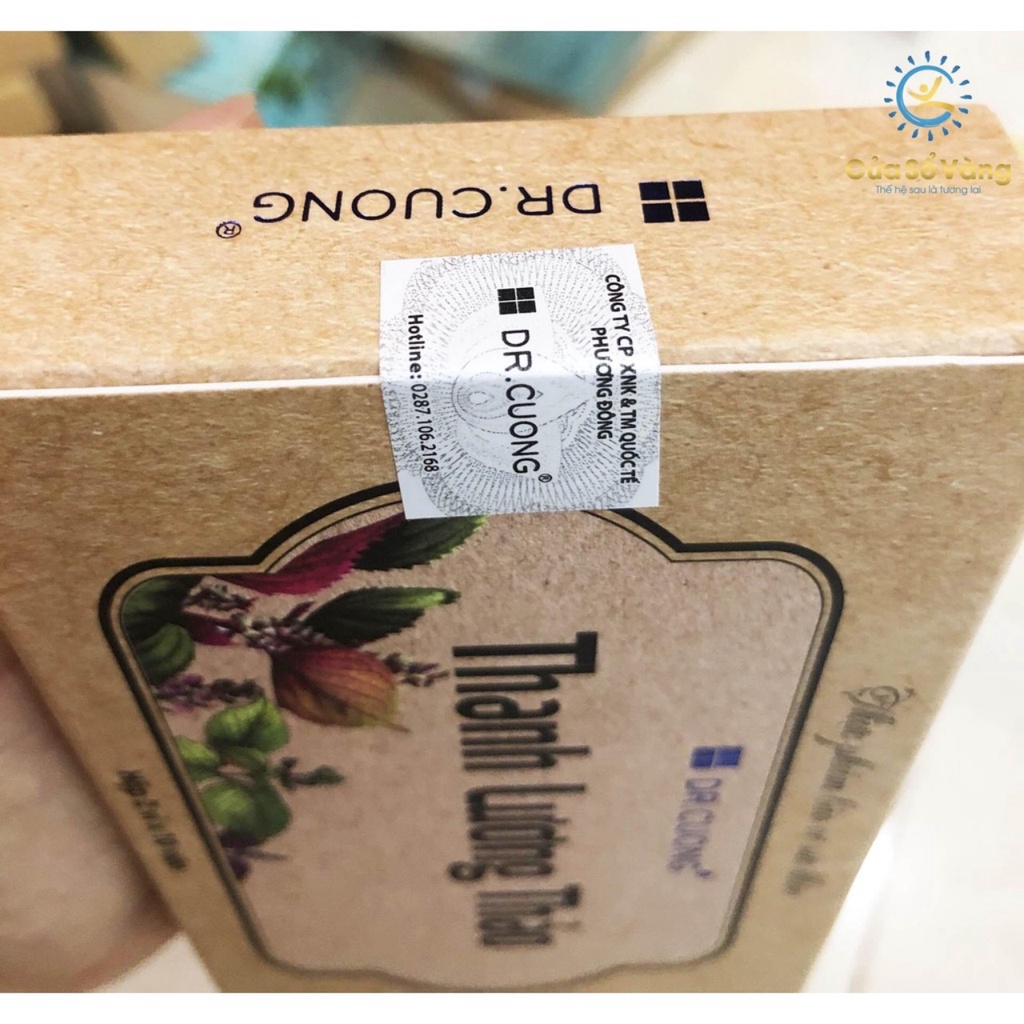 Cửa Sổ Vàng
Thế hệ sau là tương lai
DR.CUONG®
CÔNG TY CP XNK & TM QUỐC TẾ
PHƯƠNG ĐÔNG
DR.CUONG®
Hotline: 0287.106.2168
DR.CUONG®
Thanh Lương Thảo